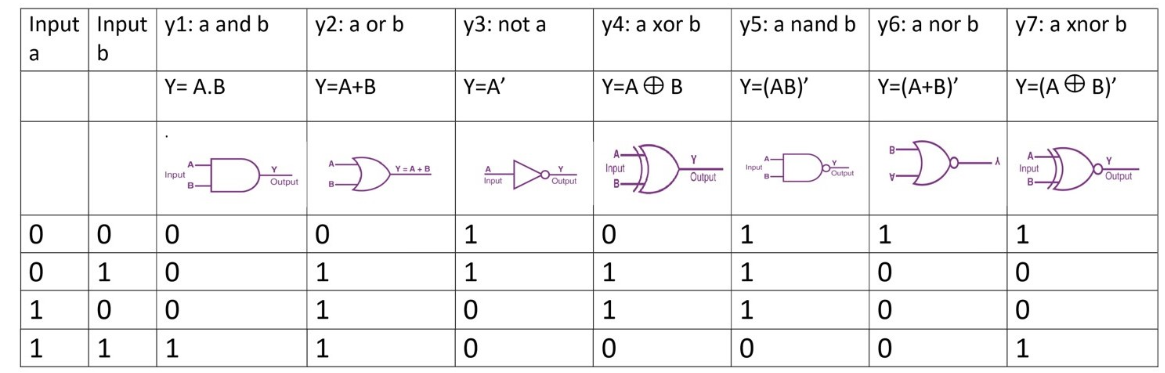 Input a Input b y1: a and b y2: a or b y3: not a y4: a xor b y5: a nand b y6: a nor b y7: a xnor b
Y= A.B Y=A+B Y=A’ Y=A ⊕ B Y=(AB)’ Y=(A+B)’ Y=(A ⊕ B)’
.
A Input B Y Output A B Y = A + B A Input Y Output A Input B Y Output A Input B Y Output B A Y A Input B Y Output
0 0 0 0 1 0 1 1 1
0 1 0 1 1 1 1 0 0
1 0 0 1 0 1 1 0 0
1 1 1 1 0 0 0 0 1